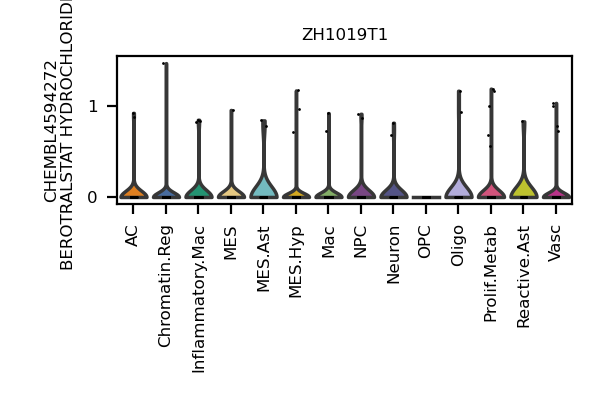 ZH1019T1
CHEMBL4594272
BEROTRALSTAT HYDROCHLORID
1
0
AC
Chromatin.Reg
Inflammatory.Mac
MES
MES.Ast
MES.Hyp
Mac
NPC
Neuron
OPC
Oligo
Prolif.Metab
Reactive.Ast
Vasc